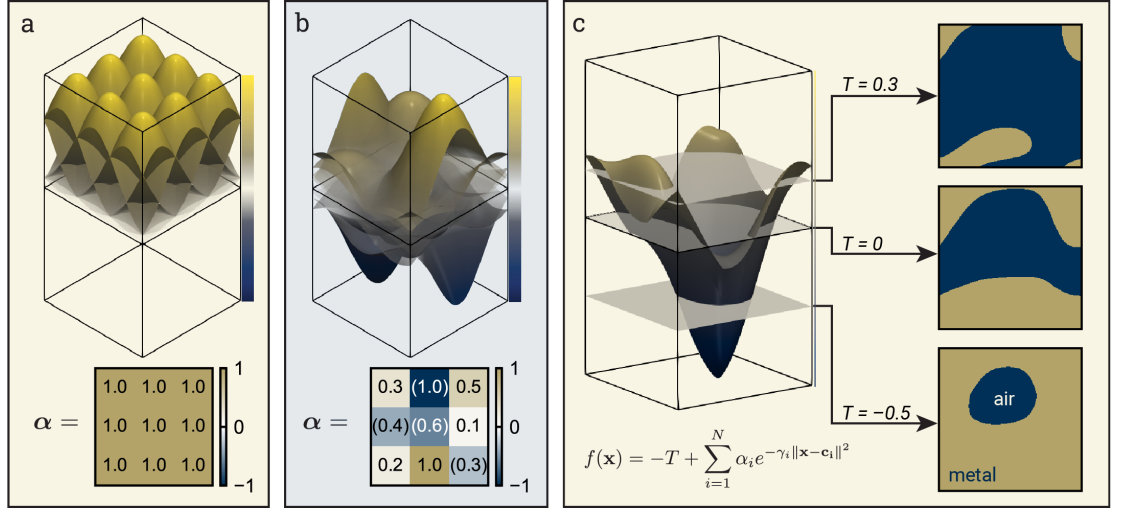 a
1
1.0 1.0 1.0
α = 1.0 1.0 1.0 0
1.0 1.0 1.0
−1
b
1
0.3 (1.0) 0.5
α = (0.4) (0.6) 0.1 0
0.2 1.0 (0.3)
−1
c
T = 0.3
T = 0
T = −0.5
air
metal
f(x) = −T + ∑_{i=1}^{N} α_i e^{−γ_i‖x−c_i‖^2}